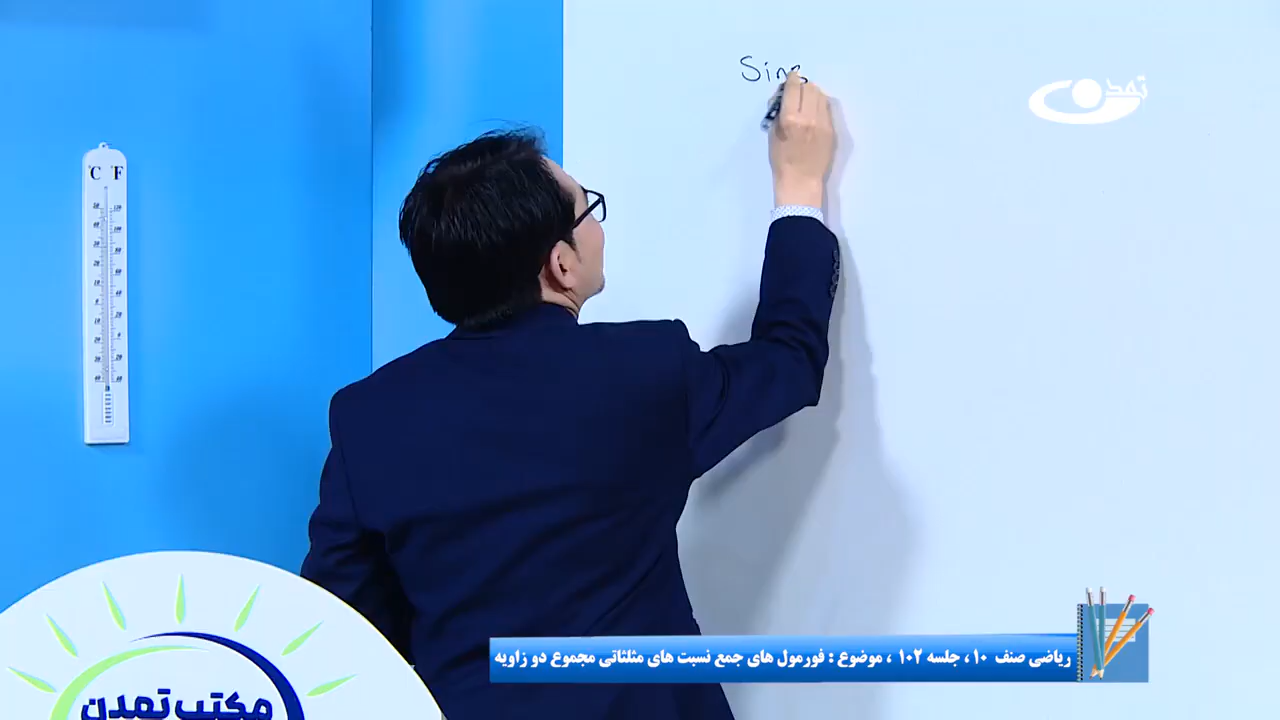 Sin
تمدن
°C °F
ریاضی صنف ۱۰، جلسه ۱۰۲ ، موضوع : فورمول های جمع نسبت های مثلثاتی مجموع دو زاویه
مکتب تمدن